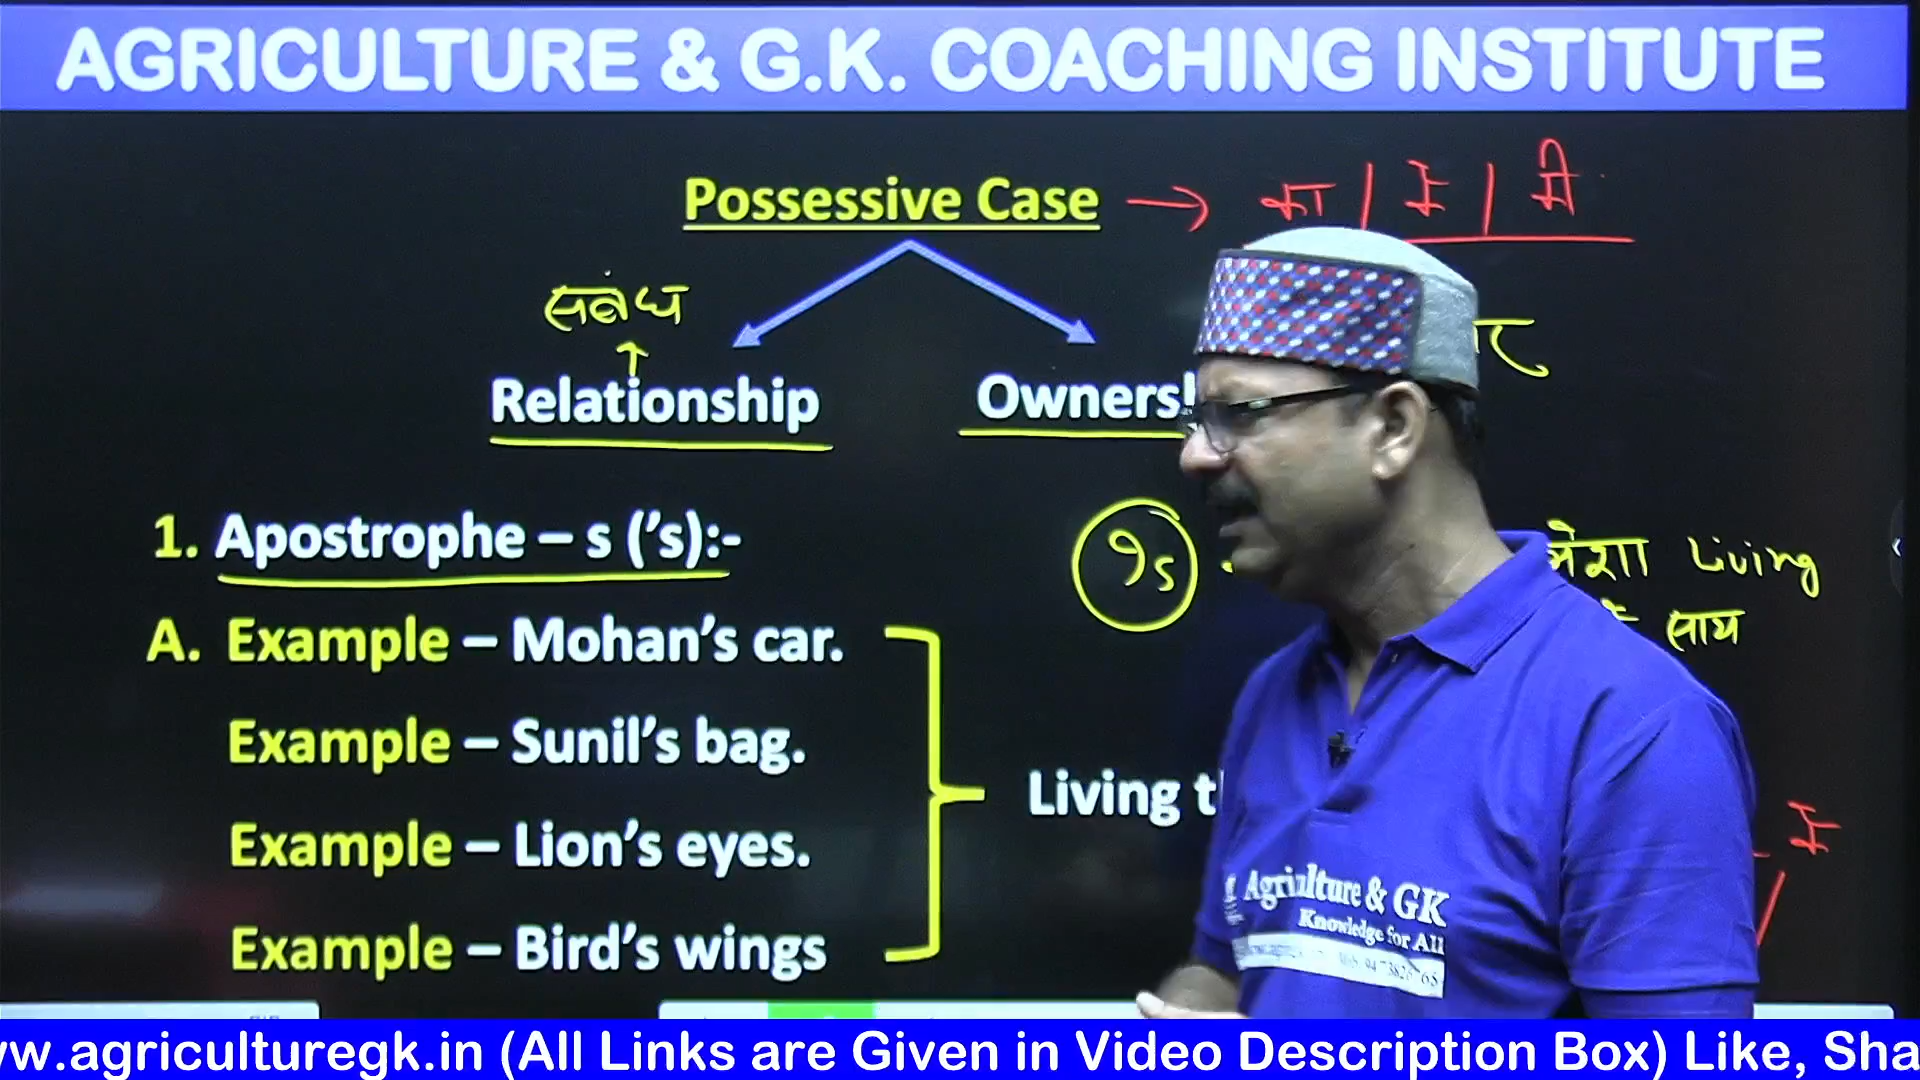 AGRICULTURE & G.K. COACHING INSTITUTE
Possessive Case → का / के / की
संबंध
Relationship
Owners
1. Apostrophe – s (’s):-
’s
Living
के साथ
A. Example – Mohan’s car.
Example – Sunil’s bag.
Living t
Example – Lion’s eyes.
के
Example – Bird’s wings
Agriculture & GK
Knowledge for All
ww.agriculturegk.in (All Links are Given in Video Description Box) Like, Sha